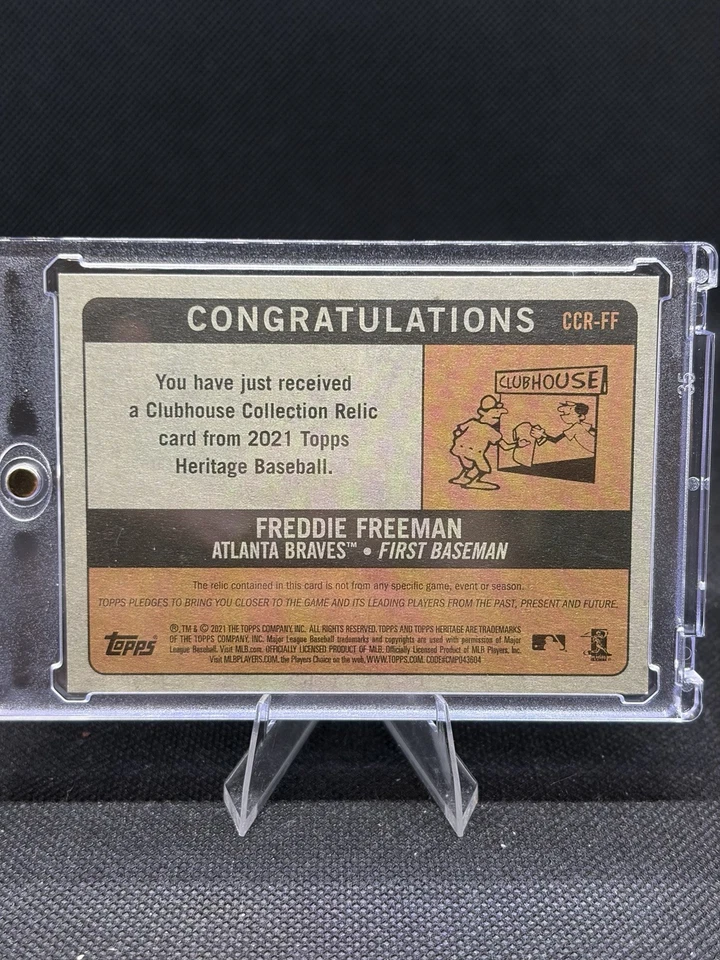 CONGRATULATIONS CCR-FF
You have just received
a Clubhouse Collection Relic
card from 2021 Topps
Heritage Baseball.
CLUBHOUSE
FREDDIE FREEMAN
ATLANTA BRAVES™ • FIRST BASEMAN
The relic contained in this card is not from any specific game, event or season.
TOPPS PLEDGES TO BRING YOU CLOSER TO THE GAME AND ITS LEADING PLAYERS FROM THE PAST, PRESENT AND FUTURE.
®, TM & © 2021 THE TOPPS COMPANY, INC. ALL RIGHTS RESERVED. TOPPS AND TOPPS HERITAGE ARE TRADEMARKS
OF THE TOPPS COMPANY, INC. Major League Baseball trademarks and copyrights are used with permission of Major
League Baseball. Visit MLB.com. OFFICIALLY LICENSED PRODUCT OF MLB. Officially Licensed Product of MLB Players, Inc.
Visit MLBPLAYERS.com, the Players Choice on the web. WWW.TOPPS.COM. CODE#CMP043604
TOPPS®
35